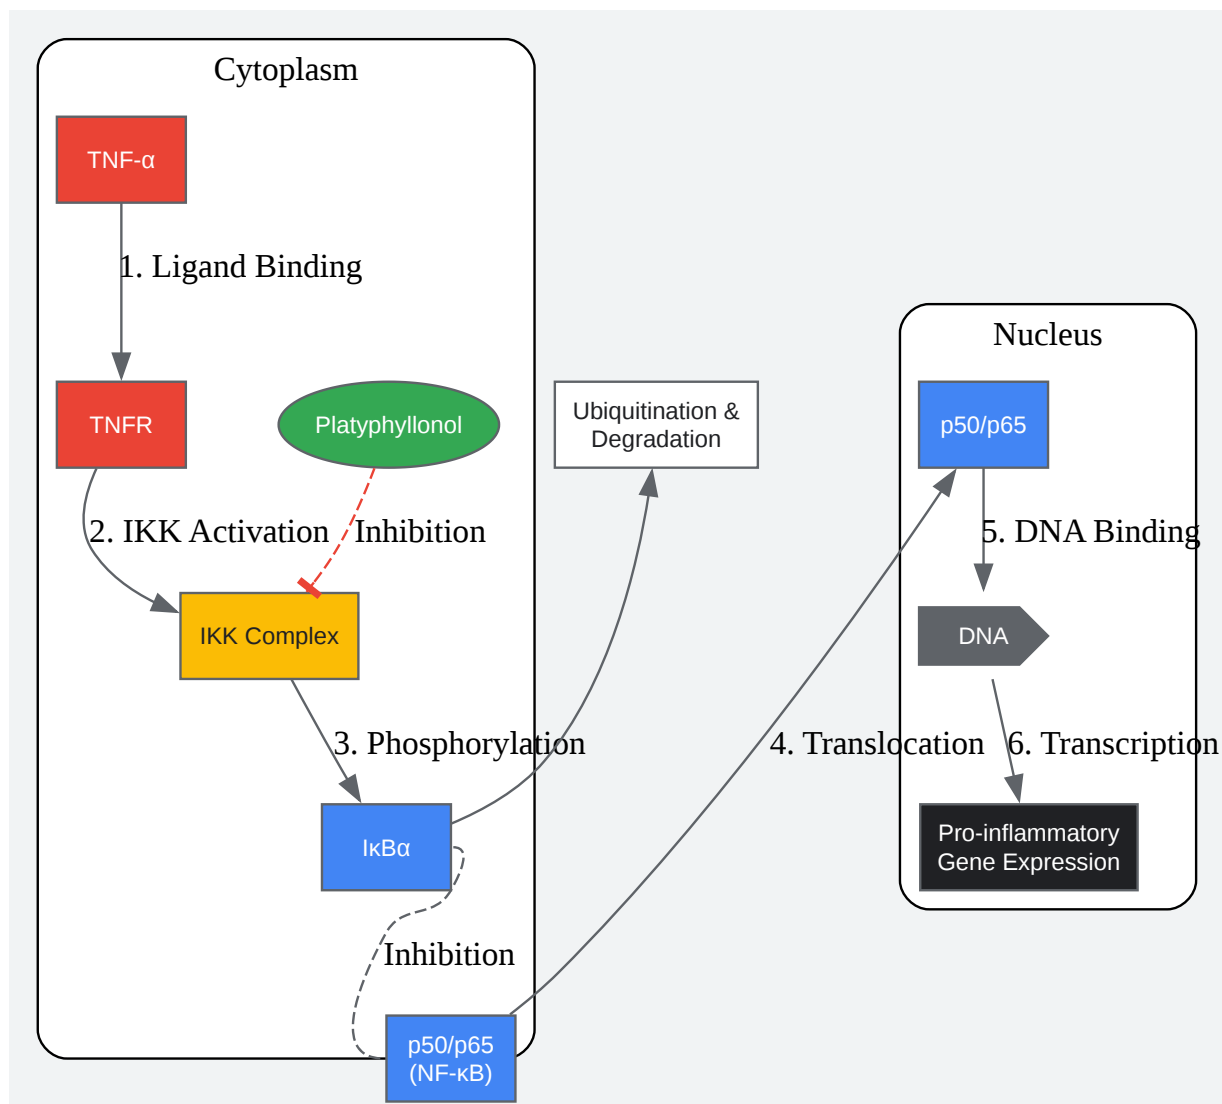 Cytoplasm
TNF-α
1. Ligand Binding
Nucleus
TNFR
Platyphyllonol
Ubiquitination &
Degradation
p50/p65
2. IKK Activation
Inhibition
5. DNA Binding
IKK Complex
DNA
3. Phosphorylation
4. Translocation
6. Transcription
IκBα
Pro-inflammatory
Gene Expression
Inhibition
p50/p65
(NF-κB)